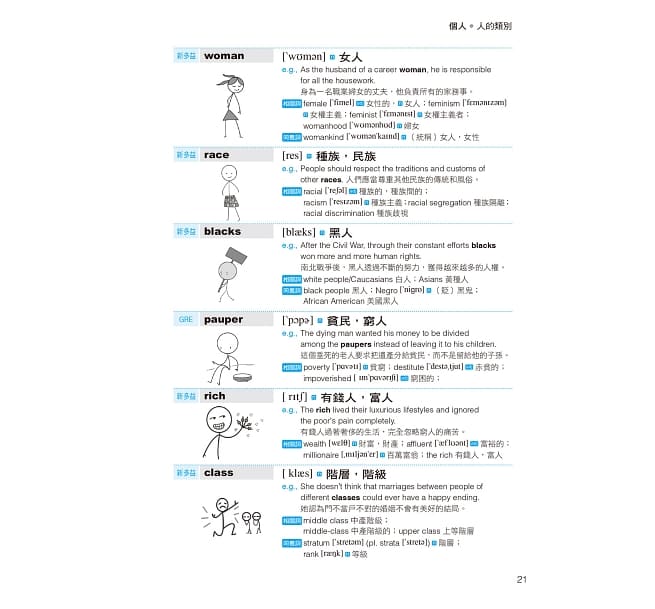 個人 • 人的類別
新多益 woman [ˈwʊmən] 女人
e.g., As the husband of a career woman, he is responsible
for all the housework.
身為一名職業婦女的丈夫，他負責所有的家務事。
相關詞 female [ˈfimel] 女性的， 女人；feminism [ˈfɛmənɪzəm]
女權主義；feminist [ˈfɛmənɪst] 女權主義者；
womanhood [ˈwʊmənhʊd] 婦女
同義詞 womankind [ˈwʊmənˈkaɪnd] （統稱）女人，女性
新多益 race [res] 種族，民族
e.g., People should respect the traditions and customs of
other races. 人們應當尊重其他民族的傳統和風俗。
相關詞 racial [ˈreʃəl] 種族的，種族間的；
racism [ˈresɪzəm] 種族主義；racial segregation 種族隔離；
racial discrimination 種族歧視
新多益 blacks [blæks] 黑人
e.g., After the Civil War, through their constant efforts blacks
won more and more human rights.
南北戰爭後，黑人透過不斷的努力，獲得越來越多的人權。
相關詞 white people/Caucasians 白人；Asians 黃種人
同義詞 black people 黑人；Negro [ˈnigro] （貶）黑鬼；
African American 美國黑人
GRE pauper [ˈpɔpɚ] 貧民，窮人
e.g., The dying man wanted his money to be divided
among the paupers instead of leaving it to his children.
這個垂死的老人要求把遺產分給貧民，而不是留給他的子孫。
相關詞 poverty [ˈpɑvɚtɪ] 貧窮；destitute [ˈdɛstəˌtjut] 赤貧的；
impoverished [ɪmˈpɑvərɪʃt] 窮困的；
新多益 rich [rɪtʃ] 有錢人，富人
e.g., The rich lived their luxurious lifestyles and ignored
the poor's pain completely.
有錢人過著奢侈的生活，完全忽略窮人的痛苦。
相關詞 wealth [wɛlθ] 財富，財產；affluent [ˈæflʊənt] 富裕的；
millionaire [ˌmɪljənˈɛr] 百萬富翁；the rich 有錢人，富人
新多益 class [klæs] 階層，階級
e.g., She doesn't think that marriages between people of
different classes could ever have a happy ending.
她認為門不當戶不對的婚姻不會有美好的結局。
相關詞 middle class 中產階級；
middle-class 中產階級的；upper class 上等階層
同義詞 stratum [ˈstretəm] (pl. strata [ˈstretə]) 階層；
rank [ræŋk] 等級
21